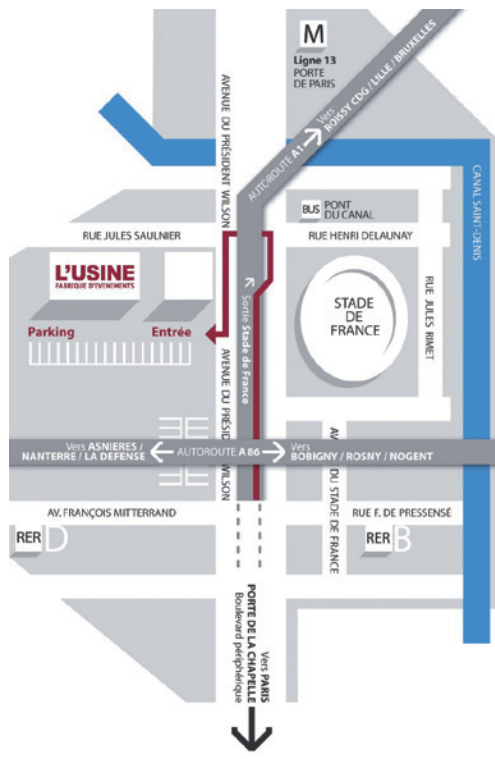 M
Ligne 13
PORTE
DE PARIS
AVENUE DU PRÉSIDENT WILSON
AUTOROUTE A1
Vers
ROISSY CDG / LILLE / BRUXELLES
CANAL SAINT-DENIS
BUS
PONT
DU CANAL
RUE JULES SAULNIER
RUE HENRI DELAUNAY
L'USINE
FABRIQUE D'EVENEMENTS
Parking
Entrée
Sortie Stade de France
STADE
DE
FRANCE
RUE JULES RIMET
AVENUE DU PRÉSIDENT WILSON
Vers ASNIERES /
NANTERRE / LA DEFENSE
AUTOROUTE A 86
Vers
BOBIGNY / ROSNY / NOGENT
AV. DU STADE DE FRANCE
AV. FRANÇOIS MITTERRAND
RUE F. DE PRESSENSÉ
RER D
RER B
Vers PARIS
PORTE DE LA CHAPELLE
Boulevard périphérique